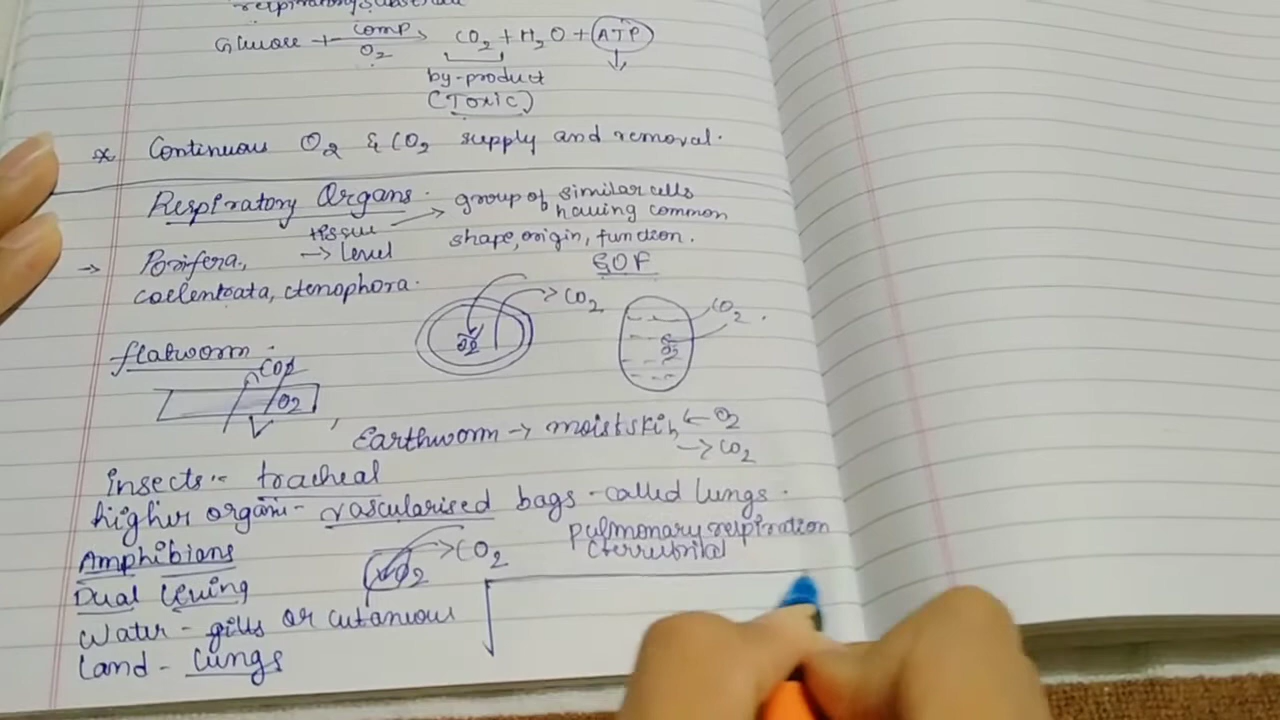 Glucose + comp → CO2 + H2O + ATP
O2
by-product
(Toxic)
* Continuous O2 & CO2 supply and removal.
Respiratory Organs.
→ group of similar cells
having common
shape, origin, function.
SOF
→ Porifera, → tissue level
coelentoata, ctenophora.
O2 → CO2
CO2
O2
flatworm.
CO2
O2
Earthworm → moist skin ← O2
→ CO2
Insects :- tracheal
higher organi- vascularised bags - called lungs.
Pulmonary respiration
(terrestrial
Amphibians
O2 → CO2
Dual Leving
Water - gills or cutaneous
Land - Lungs